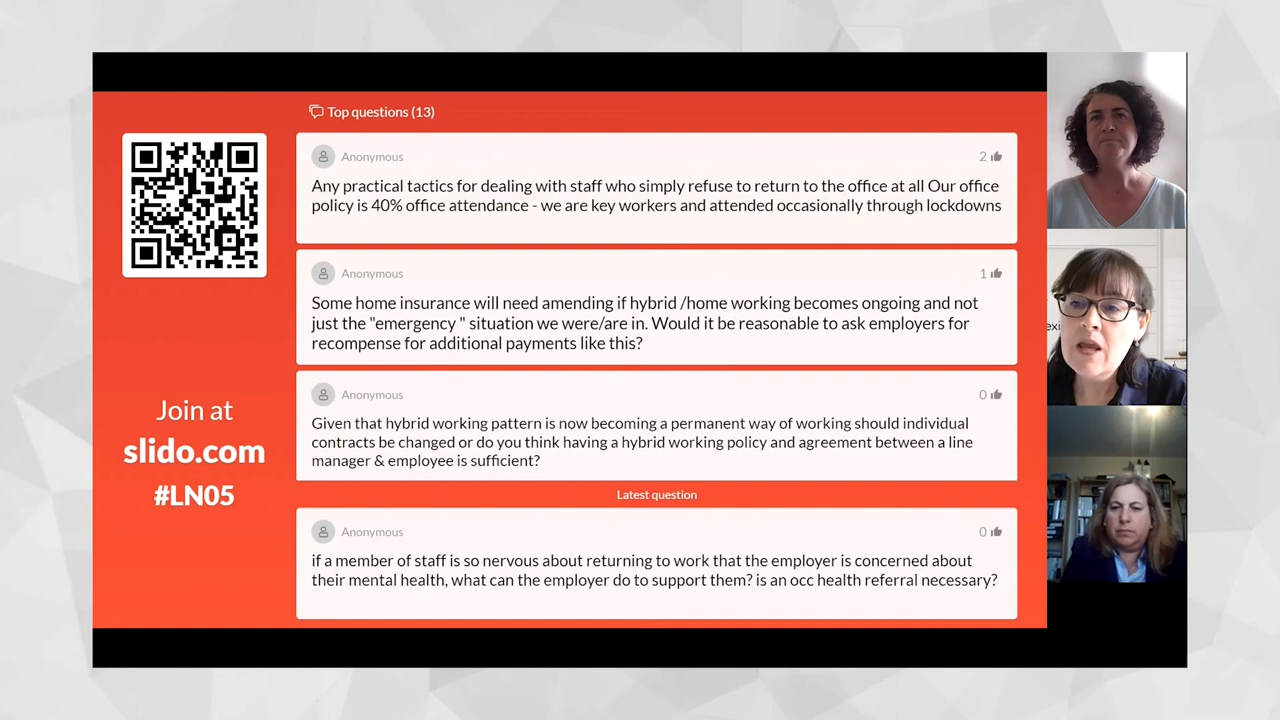 Top questions (13)
Anonymous
2
Any practical tactics for dealing with staff who simply refuse to return to the office at all Our office
policy is 40% office attendance - we are key workers and attended occasionally through lockdowns
Anonymous
1
Some home insurance will need amending if hybrid /home working becomes ongoing and not
just the "emergency " situation we were/are in. Would it be reasonable to ask employers for
recompense for additional payments like this?
Anonymous
0
Given that hybrid working pattern is now becoming a permanent way of working should individual
contracts be changed or do you think having a hybrid working policy and agreement between a line
manager & employee is sufficient?
Latest question
Anonymous
0
if a member of staff is so nervous about returning to work that the employer is concerned about
their mental health, what can the employer do to support them? is an occ health referral necessary?
Join at
slido.com
#LN05
exi